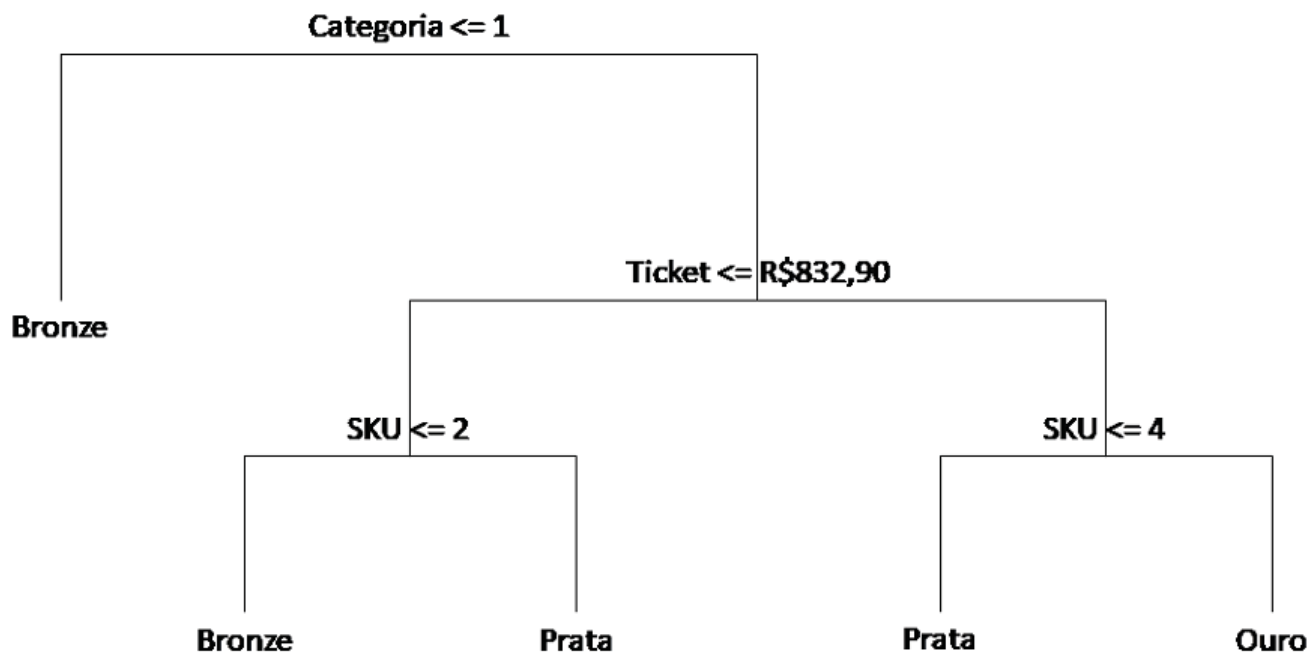 Categoria <= 1
Ticket <= R$832,90
Bronze
SKU <= 2
SKU <= 4
Bronze
Prata
Prata
Ouro